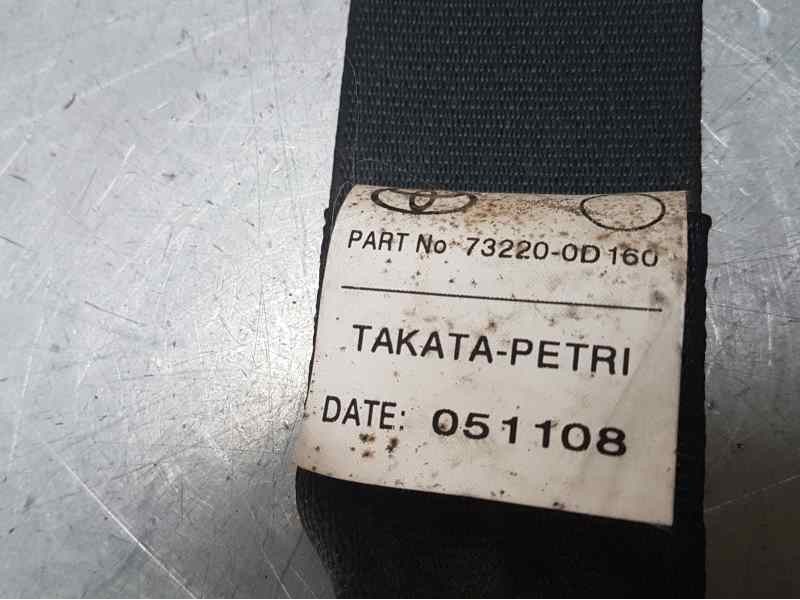 PART No 73220-0D160
TAKATA-PETRI
DATE: 051108